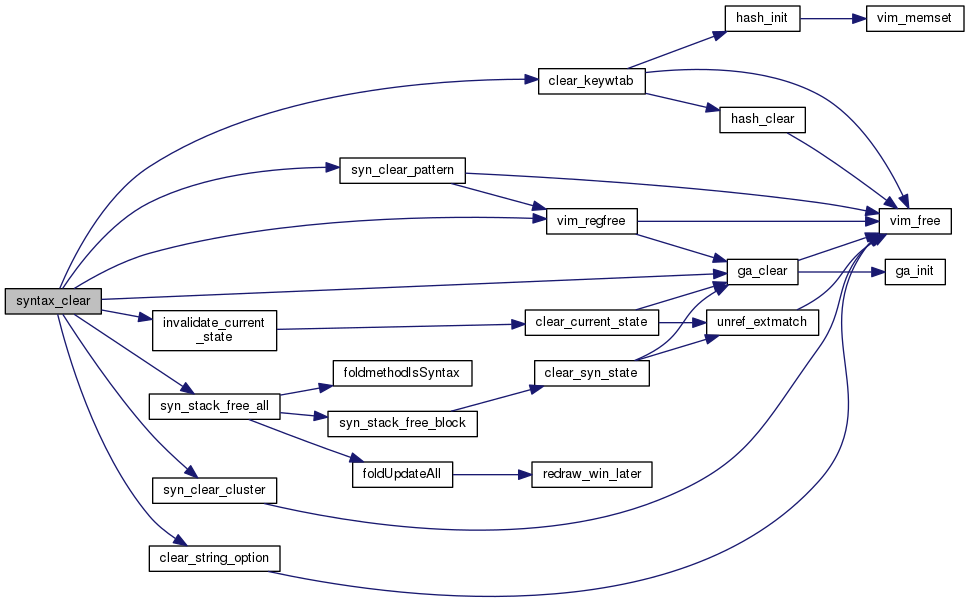 hash_init
vim_memset
clear_keywtab
hash_clear
syn_clear_pattern
vim_regfree
vim_free
ga_clear
ga_init
syntax_clear
invalidate_current
_state
clear_current_state
unref_extmatch
foldmethodIsSyntax
clear_syn_state
syn_stack_free_all
syn_stack_free_block
foldUpdateAll
redraw_win_later
syn_clear_cluster
clear_string_option